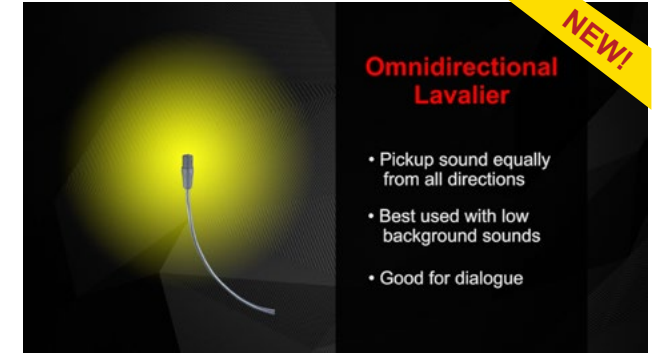 NEW!
Omnidirectional
Lavalier
• Pickup sound equally
from all directions
• Best used with low
background sounds
• Good for dialogue